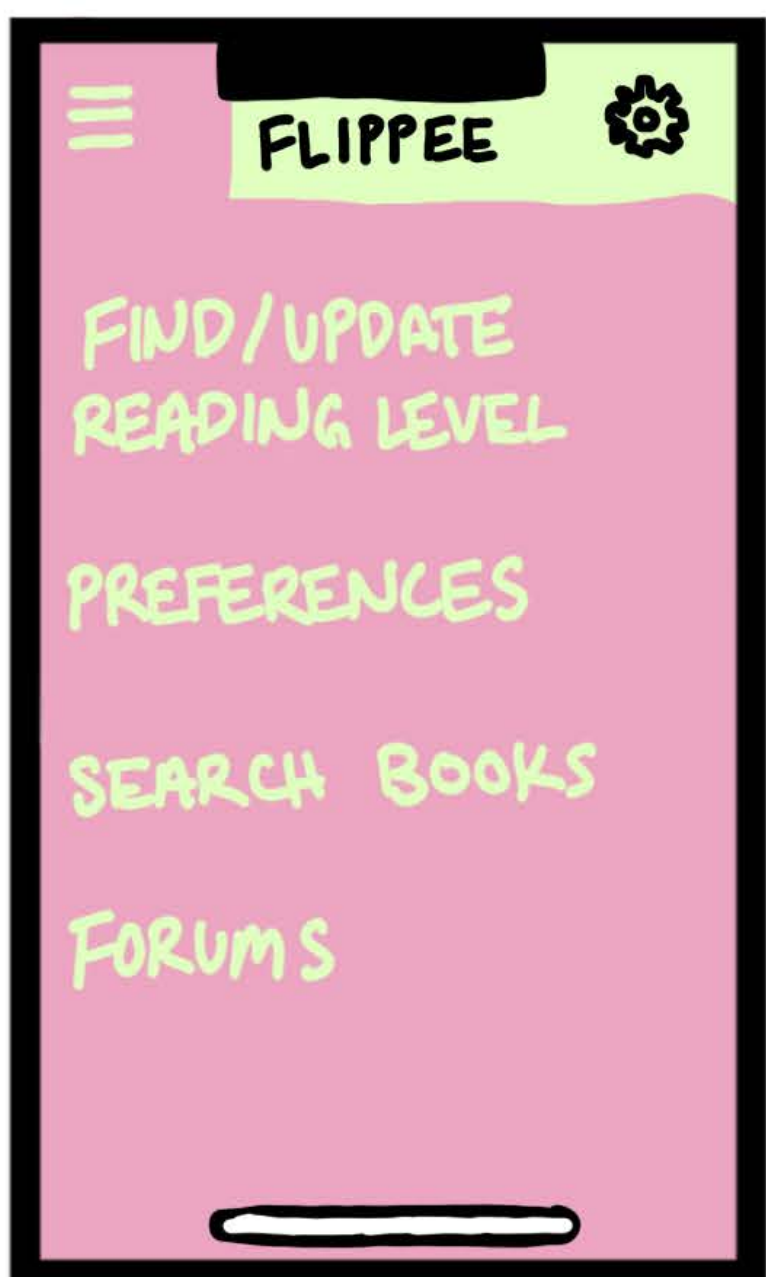 FLIPPEE
FIND/UPDATE
READING LEVEL
PREFERENCES
SEARCH BOOKS
FORUMS